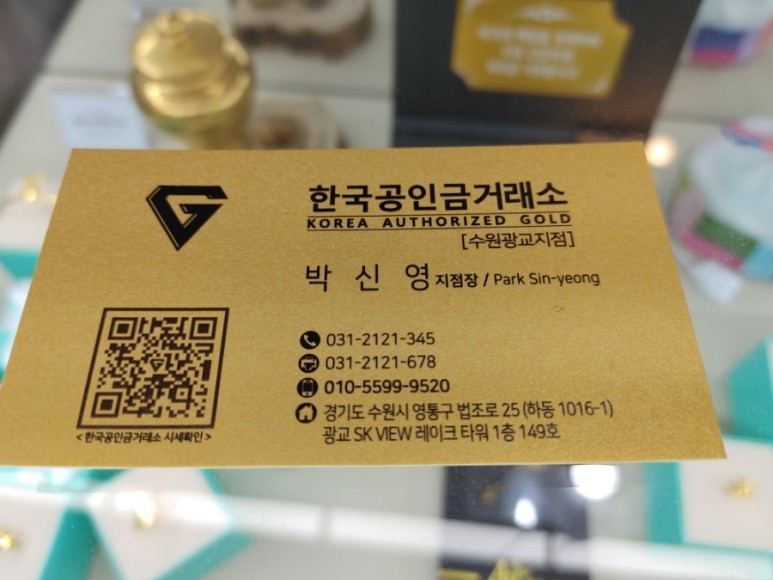 한국공인금거래소
KOREA AUTHORIZED GOLD
[수원광교지점]
박 신 영 지점장 / Park Sin-yeong
031-2121-345
031-2121-678
010-5599-9520
경기도 수원시 영통구 법조로 25 (하동 1016-1)
광교 SK VIEW 레이크 타워 1층 149호
< 한국공인금거래소 시세확인 >